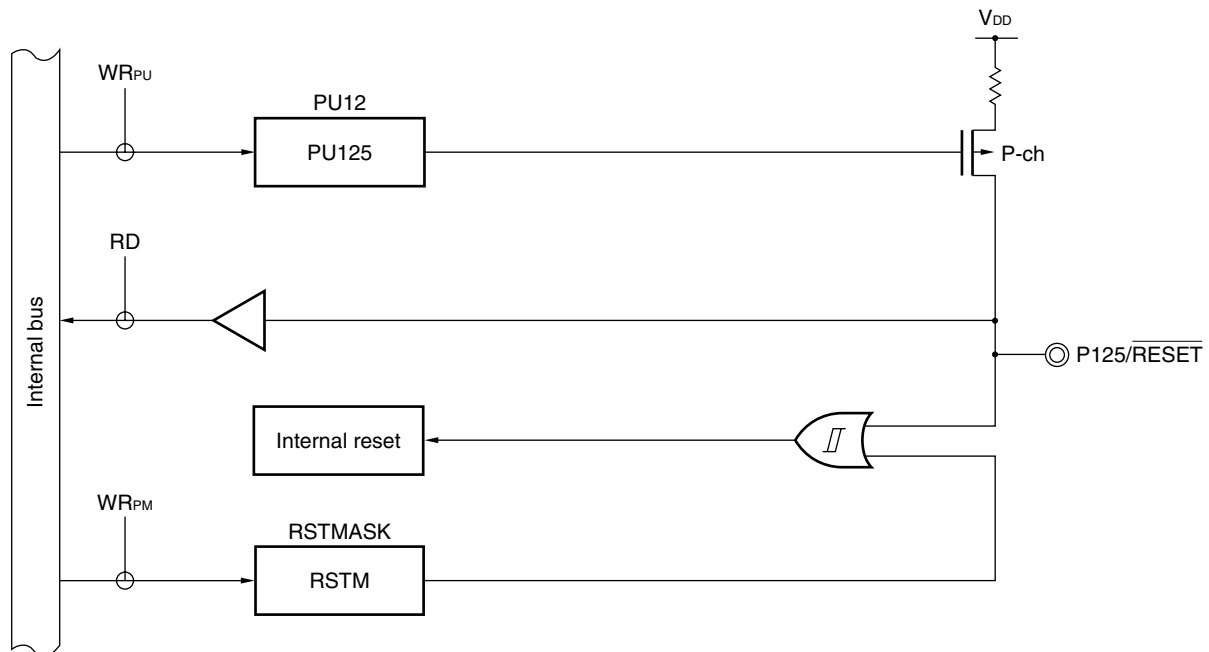 VDD
WRPU
PU12
PU125
P-ch
RD
Internal bus
P125/RESET
Internal reset
WRPM
RSTMASK
RSTM